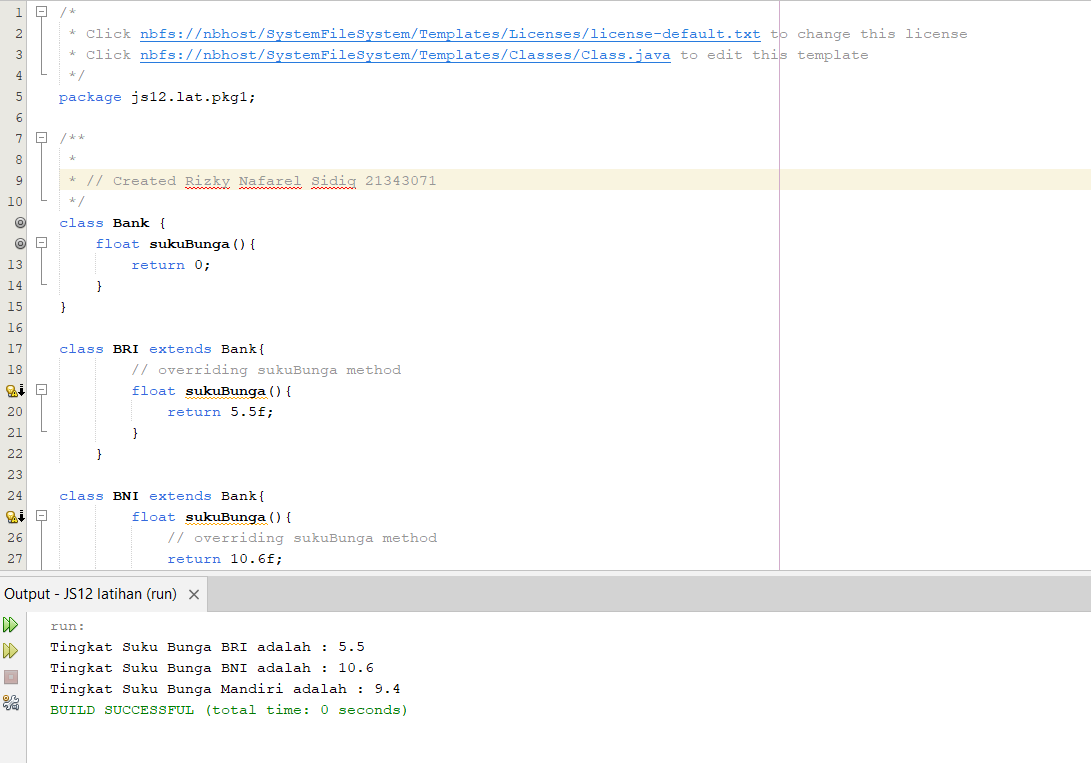 1 /*
2 * Click nbfs://nbhost/SystemFileSystem/Templates/Licenses/license-default.txt to change this license
3 * Click nbfs://nbhost/SystemFileSystem/Templates/Classes/Class.java to edit this template
4 */
5 package js12.lat.pkg1;
6
7 /**
8 *
9 * // Created Rizky Nafarel Sidiq 21343071
10 */
class Bank {
float sukuBunga(){
13 return 0;
14 }
15 }
16
17 class BRI extends Bank{
18 // overriding sukuBunga method
float sukuBunga(){
20 return 5.5f;
21 }
22 }
23
24 class BNI extends Bank{
float sukuBunga(){
26 // overriding sukuBunga method
27 return 10.6f;
Output - JS12 latihan (run)
run:
Tingkat Suku Bunga BRI adalah : 5.5
Tingkat Suku Bunga BNI adalah : 10.6
Tingkat Suku Bunga Mandiri adalah : 9.4
BUILD SUCCESSFUL (total time: 0 seconds)